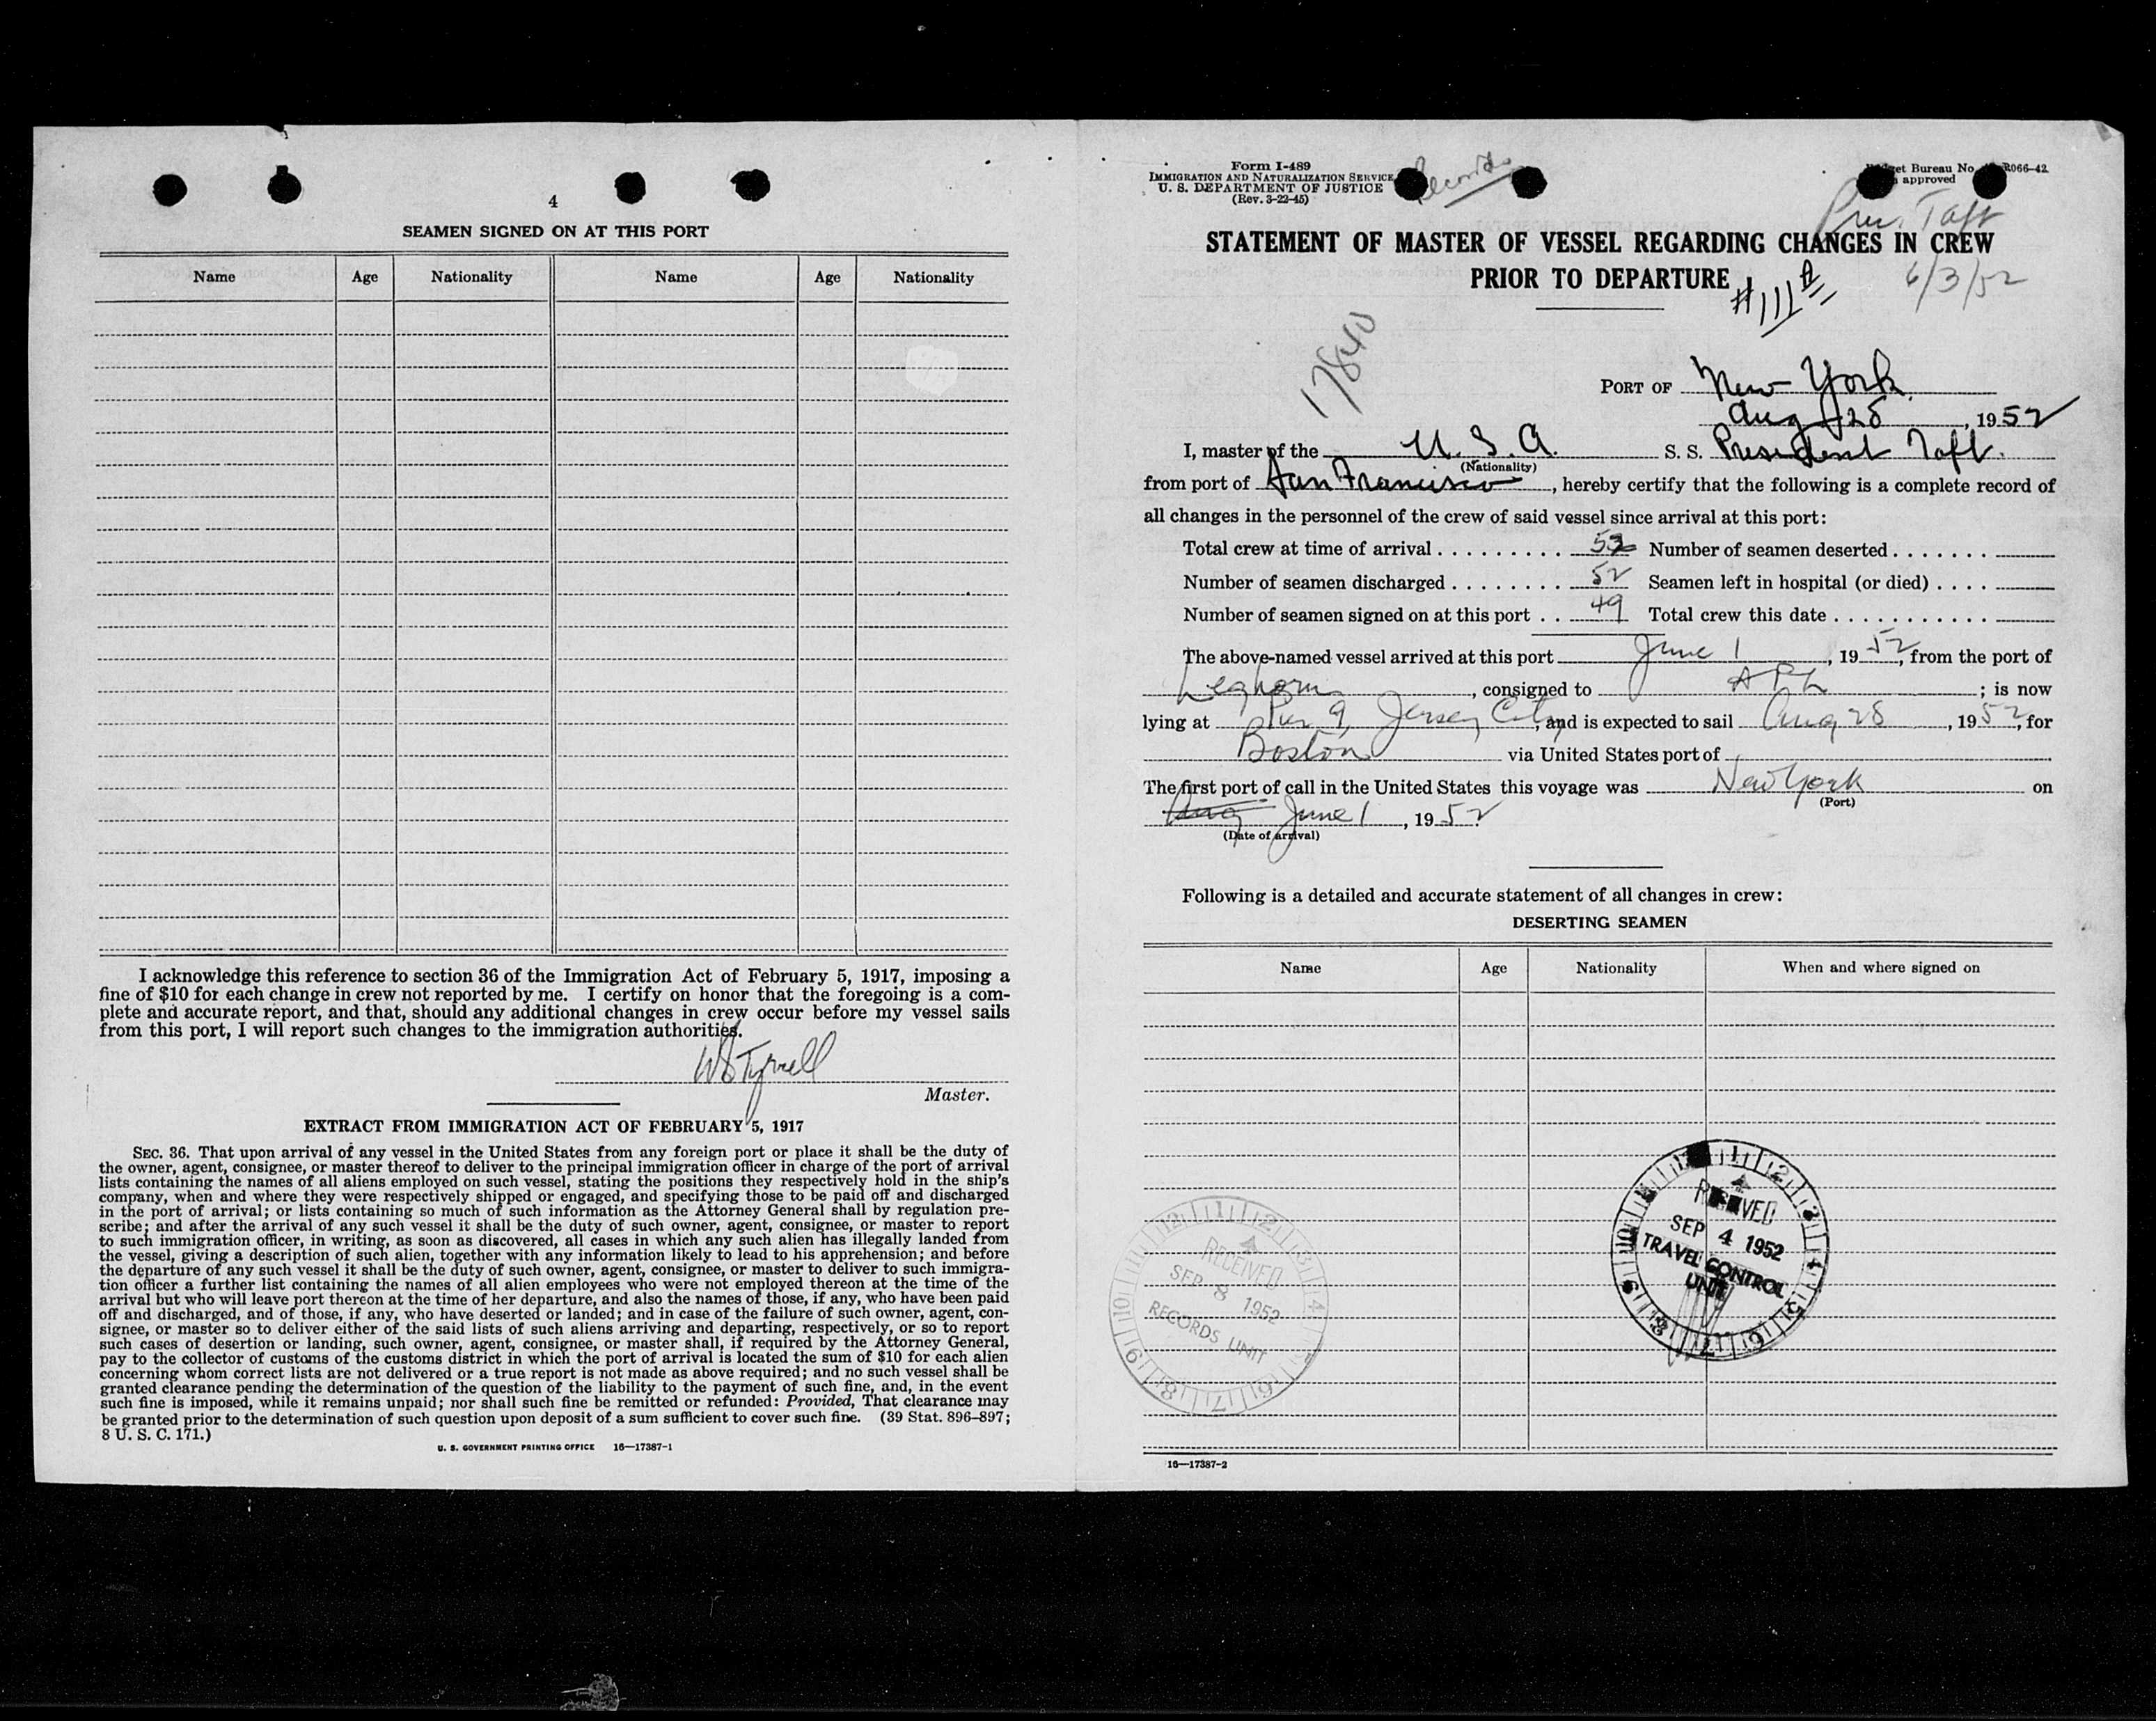 4
SEAMEN SIGNED ON AT THIS PORT
Name Age Nationality Name Age Nationality
I acknowledge this reference to section 36 of the Immigration Act of February 5, 1917, imposing a
fine of $10 for each change in crew not reported by me. I certify on honor that the foregoing is a com-
plete and accurate report, and that, should any additional changes in crew occur before my vessel sails
from this port, I will report such changes to the immigration authorities.
Master.
EXTRACT FROM IMMIGRATION ACT OF FEBRUARY 5, 1917
SEC. 36. That upon arrival of any vessel in the United States from any foreign port or place it shall be the duty of
the owner, agent, consignee, or master thereof to deliver to the principal immigration officer in charge of the port of arrival
lists containing the names of all aliens employed on such vessel, stating the positions they respectively hold in the ship's
company, when and where they were respectively shipped or engaged, and specifying those to be paid off and discharged
in the port of arrival; or lists containing so much of such information as the Attorney General shall by regulation pre-
scribe; and after the arrival of any such vessel it shall be the duty of such owner, agent, consignee, or master to report
to such immigration officer, in writing, as soon as discovered, all cases in which any such alien has illegally landed from
the vessel, giving a description of such alien, together with any information likely to lead to his apprehension; and before
the departure of any such vessel it shall be the duty of such owner, agent, consignee, or master to deliver to such immigra-
tion officer a further list containing the names of all alien employees who were not employed thereon at the time of the
arrival but who will leave port thereon at the time of her departure, and also the names of those, if any, who have been paid
off and discharged, and of those, if any, who have deserted or landed; and in case of the failure of such owner, agent, con-
signee, or master so to deliver either of the said lists of such aliens arriving and departing, respectively, or so to report
such cases of desertion or landing, such owner, agent, consignee, or master shall, if required by the Attorney General,
pay to the collector of customs of the customs district in which the port of arrival is located the sum of $10 for each alien
concerning whom correct lists are not delivered or a true report is not made as above required; and no such vessel shall be
granted clearance pending the determination of the question of the liability to the payment of such fine, and, in the event
such fine is imposed, while it remains unpaid; nor shall such fine be remitted or refunded: Provided, That clearance may
be granted prior to the determination of such question upon deposit of a sum sufficient to cover such fine. (39 Stat. 896–897;
8 U. S. C. 171.)
U. S. GOVERNMENT PRINTING OFFICE 16—17387-1
Form I-489
IMMIGRATION AND NATURALIZATION SERVICE
U. S. DEPARTMENT OF JUSTICE
(Rev. 3-22-45)
Records
Bureau No. R066-42
approved
Pres. Taft
STATEMENT OF MASTER OF VESSEL REGARDING CHANGES IN CREW
PRIOR TO DEPARTURE
6/3/52
17840
PORT OF New York
Aug 28, 1952
I, master of the U. S. A. S. S. President Taft.
(Nationality)
from port of San Francisco, hereby certify that the following is a complete record of
all changes in the personnel of the crew of said vessel since arrival at this port:
Total crew at time of arrival Number of seamen deserted
Number of seamen discharged 52 Seamen left in hospital (or died)
Number of seamen signed on at this port 49 Total crew this date
The above-named vessel arrived at this port June 1, 1952, from the port of
Leghorn, consigned to APL; is now
lying at Pier 9, Jersey City, and is expected to sail Aug 28, 1952, for
Boston via United States port of
The first port of call in the United States this voyage was New York on
(Port)
Aug June 1, 1952
(Date of arrival)
Following is a detailed and accurate statement of all changes in crew:
DESERTING SEAMEN
Name Age Nationality When and where signed on
RECEIVED
SEP 8 1952
RECORDS UNIT
RECEIVED
SEP 4 1952
TRAVEL CONTROL
UNIT
16—17387-2